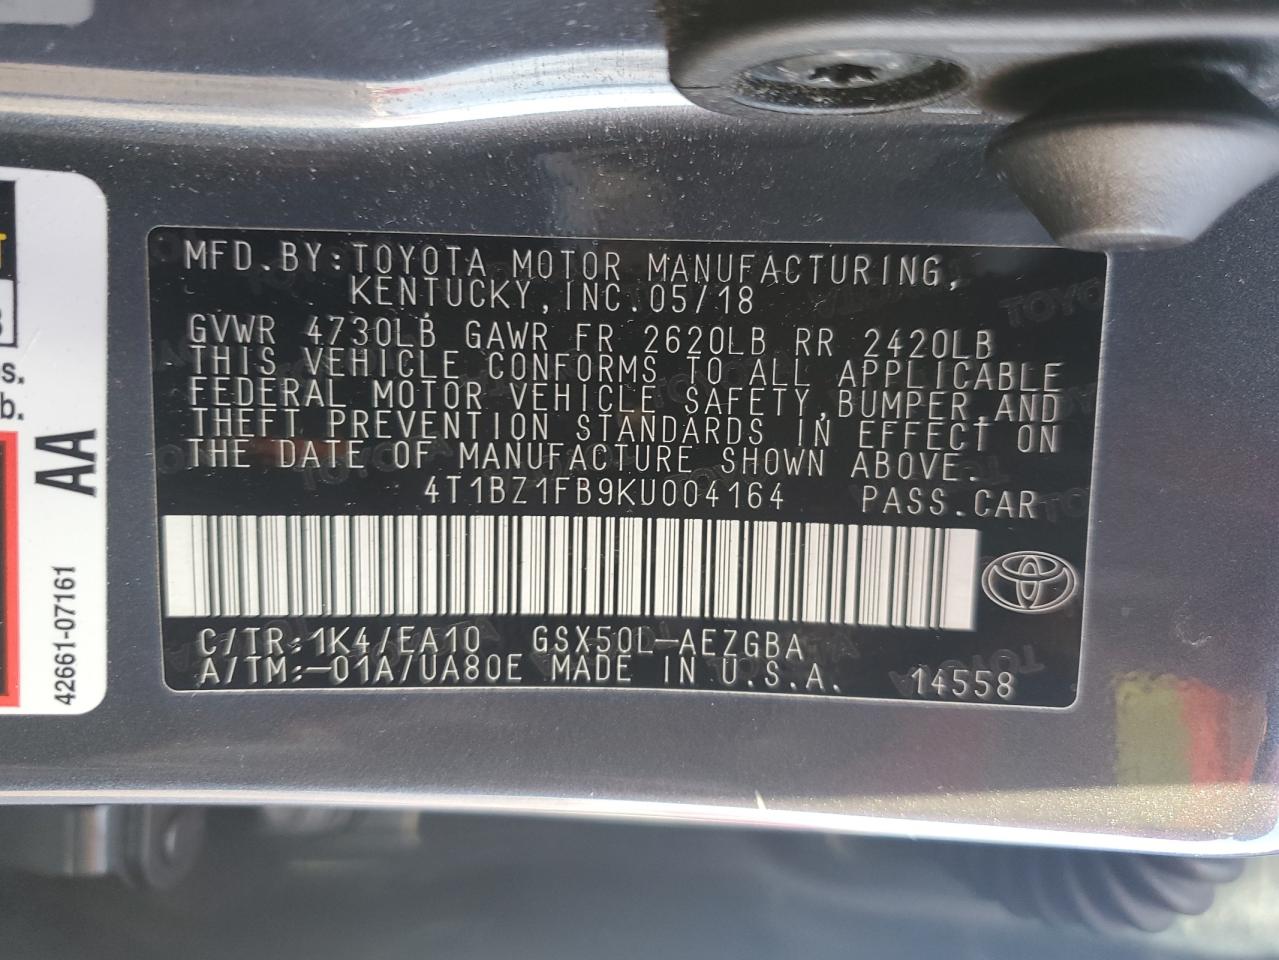 MFD.BY:TOYOTA MOTOR MANUFACTURING,
KENTUCKY,INC.05/18
GVWR 4730LB GAWR FR 2620LB RR 2420LB
THIS VEHICLE CONFORMS TO ALL APPLICABLE
FEDERAL MOTOR VEHICLE SAFETY,BUMPER,AND
THEFT PREVENTION STANDARDS IN EFFECT ON
THE DATE OF MANUFACTURE SHOWN ABOVE.
4T1BZ1FB9KU004164 PASS.CAR
C/TR:1K4/EA10 GSX50L-AEZGBA
A/TM:-01A/UA80E MADE IN U.S.A. 14558
AA
42661-07161